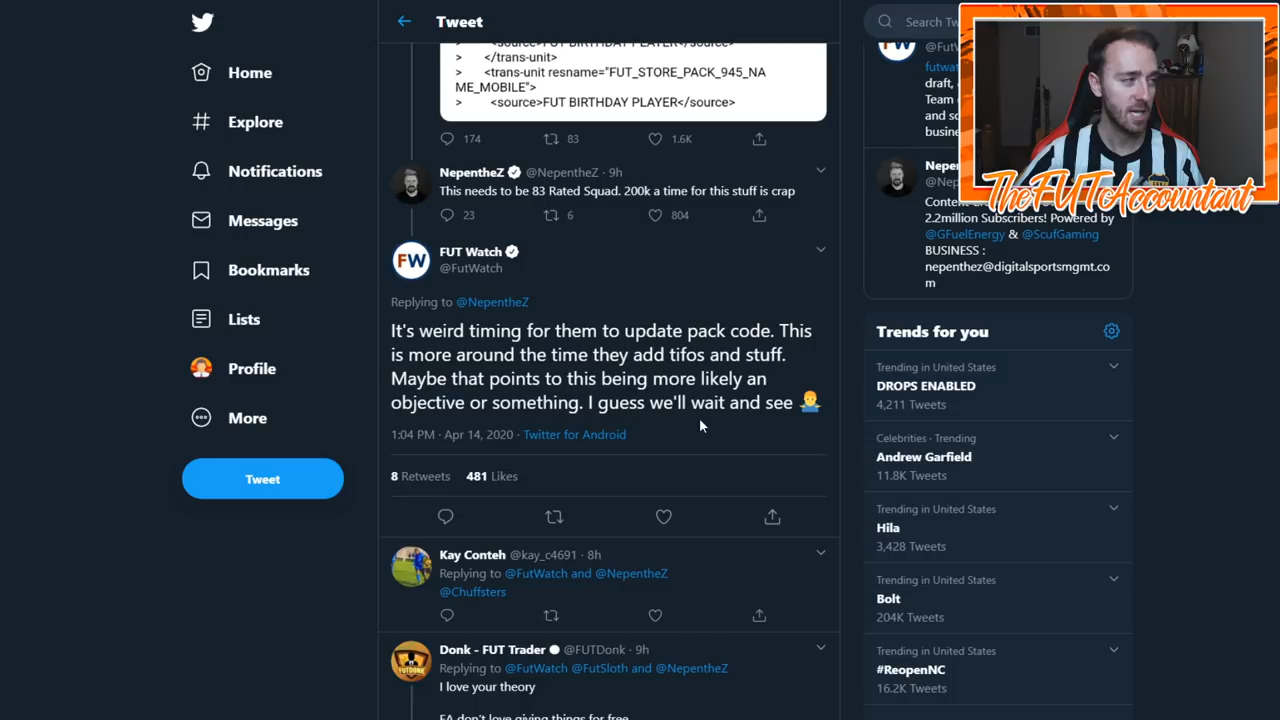 Home
Explore
Notifications
Messages
Bookmarks
Lists
Profile
More
Tweet
Tweet
<source>FUT BIRTHDAY PLAYER</source>
> </trans-unit>
> <trans-unit resname="FUT_STORE_PACK_945_NA
ME_MOBILE">
> <source>FUT BIRTHDAY PLAYER</source>
174 83 1.6K
NepentheZ @NepentheZ · 9h
This needs to be 83 Rated Squad. 200k a time for this stuff is crap
23 6 804
FW
FUT Watch
@FutWatch
Replying to @NepentheZ
It's weird timing for them to update pack code. This
is more around the time they add tifos and stuff.
Maybe that points to this being more likely an
objective or something. I guess we'll wait and see
1:04 PM · Apr 14, 2020 · Twitter for Android
8 Retweets 481 Likes
Kay Conteh @kay_c4691 · 8h
Replying to @FutWatch and @NepentheZ
@Chuffsters
Donk - FUT Trader @FUTDonk · 9h
Replying to @FutWatch @FutSloth and @NepentheZ
I love your theory
EA don't love giving things for free
Search Tw
FW
@FutW
futwat
draft,
Team
and so
busine
Nepen
@Nep
Conten
2.2million Subscribers! Powered by
@GFuelEnergy & @ScufGaming
BUSINESS :
nepenthez@digitalsportsmgmt.co
m
TheFUTAccountant
Trends for you
Trending in United States
DROPS ENABLED
4,211 Tweets
Celebrities · Trending
Andrew Garfield
11.8K Tweets
Trending in United States
Hila
3,428 Tweets
Trending in United States
Bolt
204K Tweets
Trending in United States
#ReopenNC
16.2K Tweets